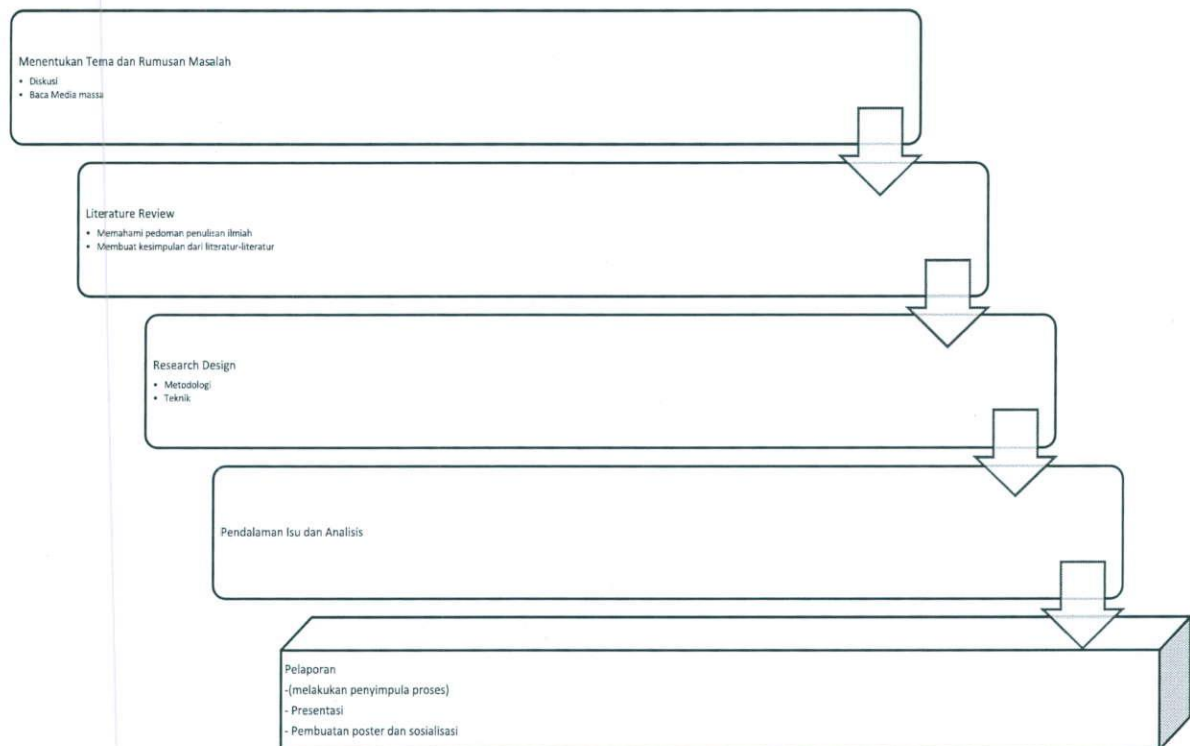 Menentukan Tema dan Rumusan Masalah
• Diskusi
• Baca Media massa
Literature Review
• Memahami pedoman penulisan ilmiah
• Membuat kesimpulan dari literatur-literatur
Research Design
• Metodologi
• Teknik
Pendalaman Isu dan Analisis
Pelaporan
-(melakukan penyimpula proses)
- Presentasi
- Pembuatan poster dan sosialisasi